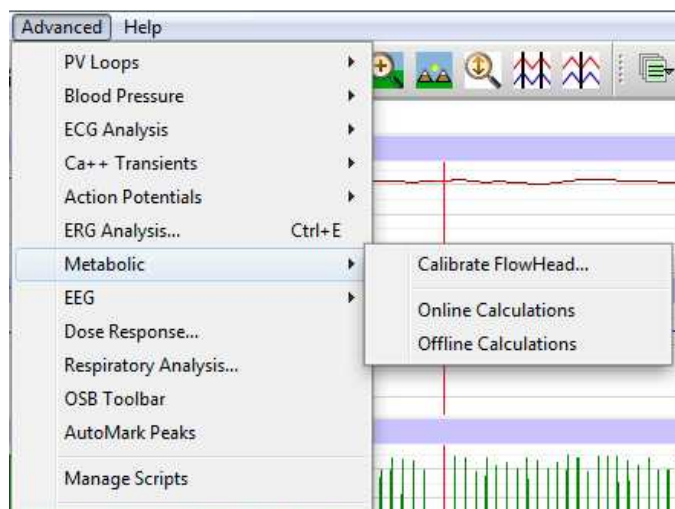 Advanced Help
PV Loops
Blood Pressure
ECG Analysis
Ca++ Transients
Action Potentials
ERG Analysis... Ctrl+E
Metabolic
Calibrate FlowHead...
EEG
Online Calculations
Dose Response...
Offline Calculations
Respiratory Analysis...
OSB Toolbar
AutoMark Peaks
Manage Scripts